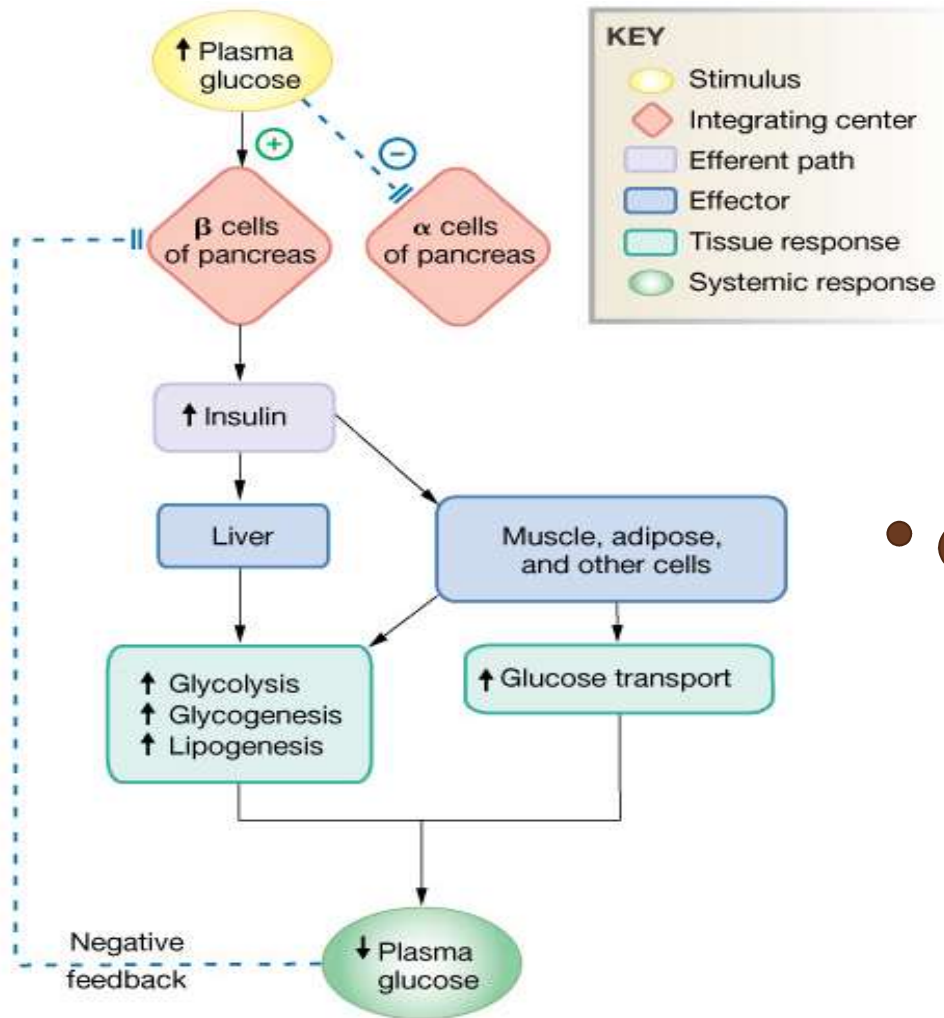 ↑ Plasma
glucose
+
−
β cells
of pancreas
α cells
of pancreas
↑ Insulin
Liver
Muscle, adipose,
and other cells
↑ Glycolysis
↑ Glycogenesis
↑ Lipogenesis
↑ Glucose transport
Negative
feedback
↓ Plasma
glucose
KEY
Stimulus
Integrating center
Efferent path
Effector
Tissue response
Systemic response